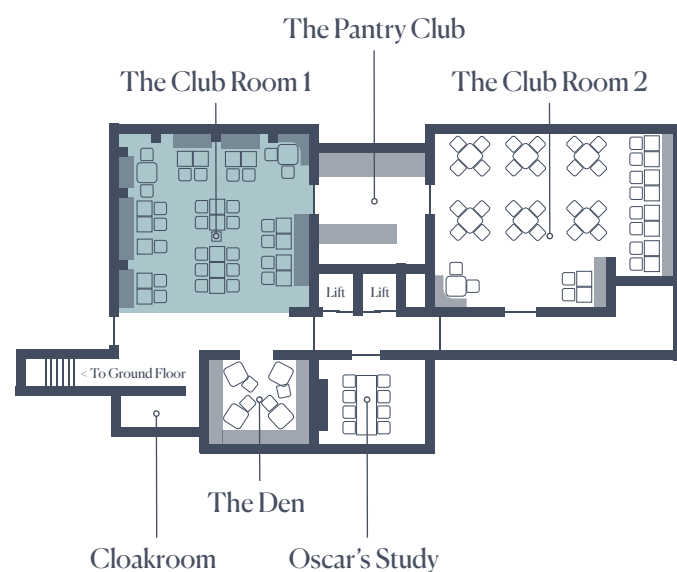 The Pantry Club
The Club Room 1
The Club Room 2
Lift
Lift
< To Ground Floor
The Den
Cloakroom
Oscar's Study